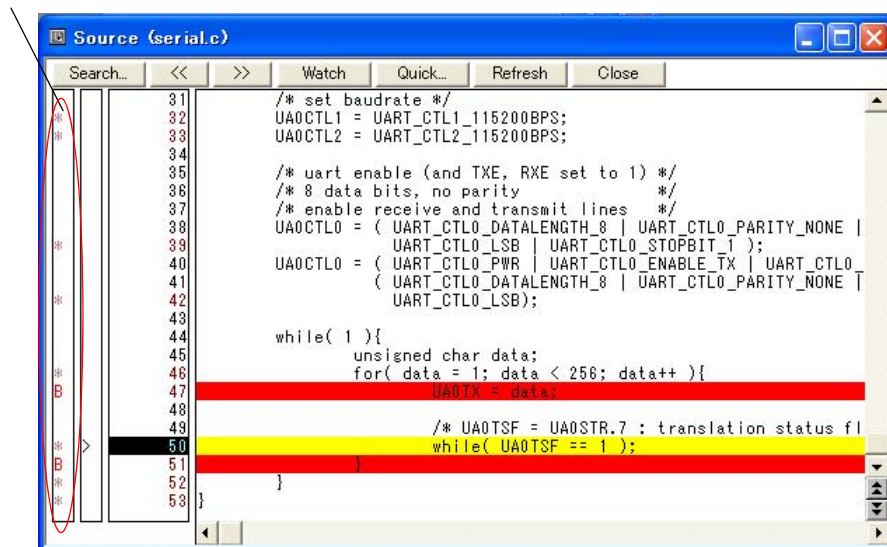 Source (serial.c)
Search... << >> Watch Quick... Refresh Close
31 /* set baudrate */
* 32 UA0CTL1 = UART_CTL1_115200BPS;
* 33 UA0CTL2 = UART_CTL2_115200BPS;
34
35 /* uart enable (and TXE, RXE set to 1) */
36 /* 8 data bits, no parity */
37 /* enable receive and transmit lines */
38 UA0CTL0 = ( UART_CTL0_DATALENGTH_8 | UART_CTL0_PARITY_NONE |
* 39 UART_CTL0_LSB | UART_CTL0_STOPBIT_1 );
40 UA0CTL0 = ( UART_CTL0_PWR | UART_CTL0_ENABLE_TX | UART_CTL0_
41 ( UART_CTL0_DATALENGTH_8 | UART_CTL0_PARITY_NONE |
* 42 UART_CTL0_LSB);
43
44 while( 1 ){
45 unsigned char data;
* 46 for( data = 1; data < 256; data++ ){
B 47 UA0TX = data;
48
49 /* UA0TSF = UA0STR.7 : translation status fl
* > 50 while( UA0TSF == 1 );
B 51 }
* 52 }
* 53 }